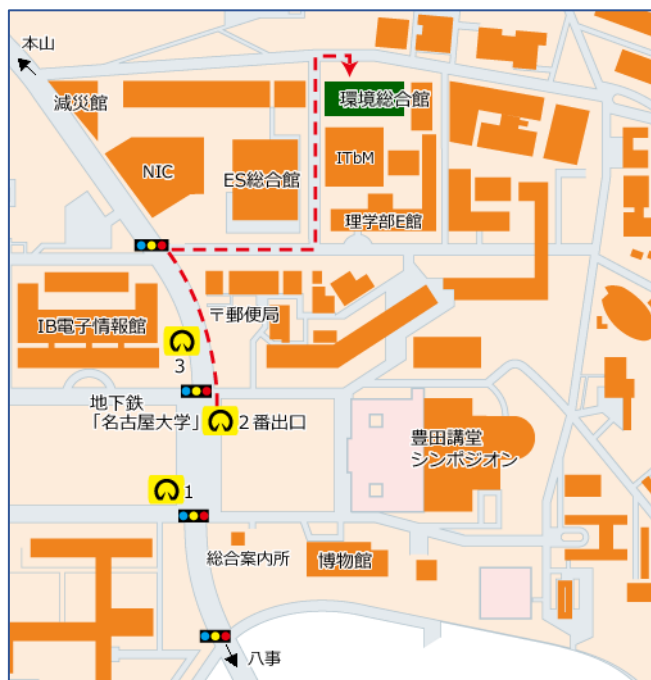 本山
減災館
環境総合館
NIC
ES総合館
ITbM
理学部E館
〒郵便局
IB電子情報館
3
地下鉄
「名古屋大学」2番出口
豊田講堂
シンポジオン
1
総合案内所
博物館
八事